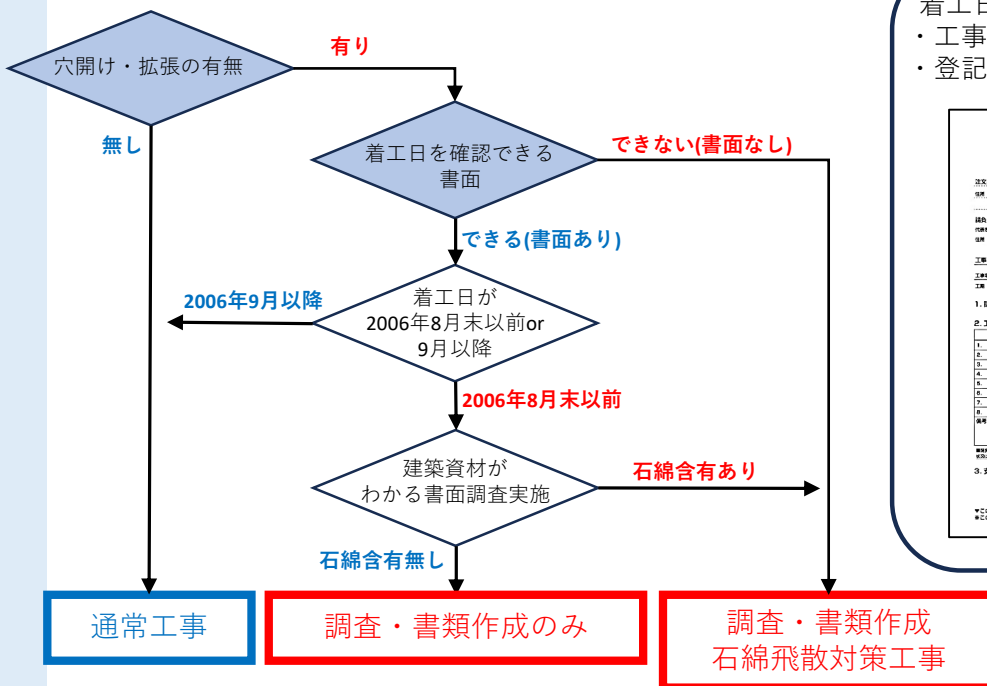 穴開け・拡張の有無
有り
無し
着工日を確認できる
書面
できない(書面なし)
できる(書面あり)
着工日が
2006年8月末以前or
9月以降
2006年9月以降
2006年8月末以前
建築資材が
わかる書面調査実施
石綿含有あり
石綿含有無し
通常工事
調査・書類作成のみ
調査・書類作成
石綿飛散対策工事
着工日
・工事
・登記